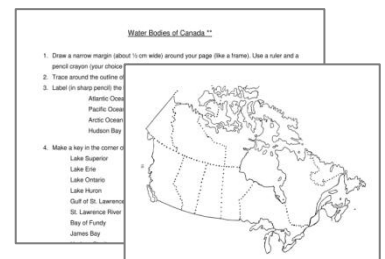 Water Bodies of Canada **
1. Draw a narrow margin (about ½ cm wide) around your page (like a frame). Use a ruler and a
pencil crayon (your choice
2. Trace around the outline of
3. Label (in sharp pencil) the
Atlantic Ocea
Pacific Ocea
Arctic Ocean
Hudson Bay
4. Make a key in the corner o
Lake Superior
Lake Erie
Lake Ontario
Lake Huron
Gulf of St. Lawrence
St. Lawrence River
Bay of Fundy
James Bay